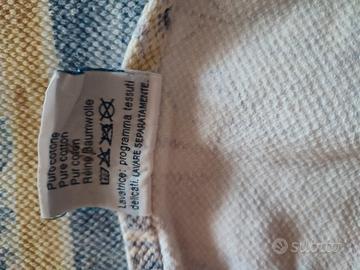 Puro cotone
Pure cotton
Pur coton
Reine Baumwolle
Lavatrice: programma tessuti
delicati. LAVARE SEPARATAMENTE.
Subito